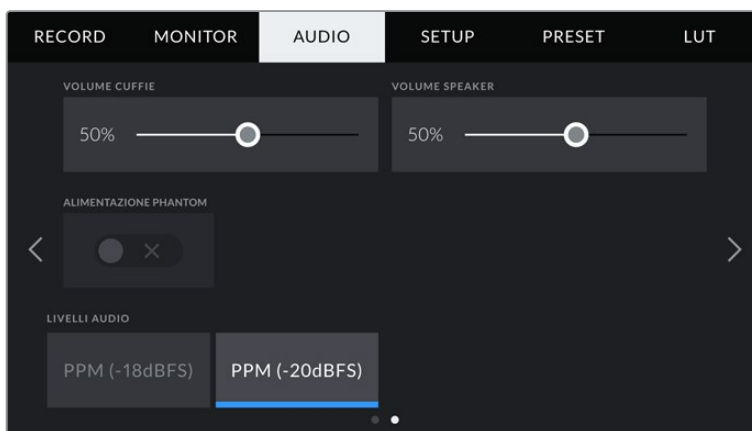 RECORD MONITOR AUDIO SETUP PRESET LUT
VOLUME CUFFIE VOLUME SPEAKER
50% 50%
ALIMENTAZIONE PHANTOM
LIVELLI AUDIO
PPM (-18dBFS) PPM (-20dBFS)